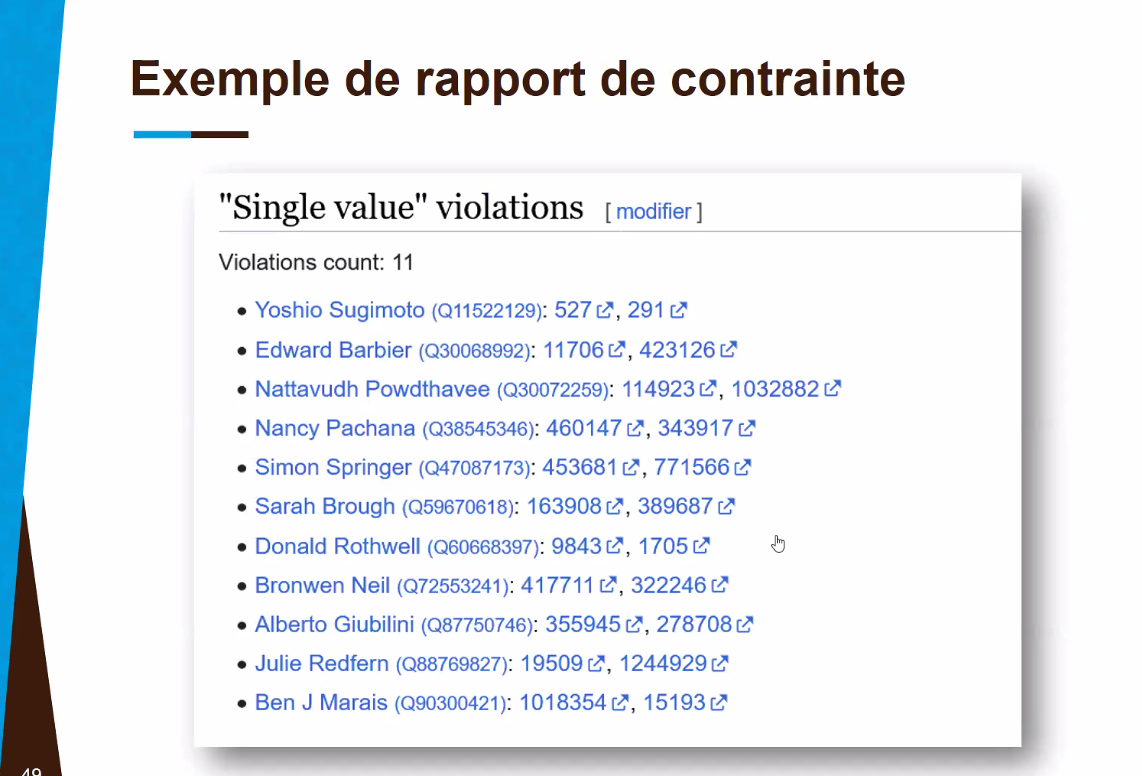 Exemple de rapport de contrainte
"Single value" violations [ modifier ]
Violations count: 11
• Yoshio Sugimoto (Q11522129): 527, 291
• Edward Barbier (Q30068992): 11706, 423126
• Nattavudh Powdthavee (Q30072259): 114923, 1032882
• Nancy Pachana (Q38545346): 460147, 343917
• Simon Springer (Q47087173): 453681, 771566
• Sarah Brough (Q59670618): 163908, 389687
• Donald Rothwell (Q60668397): 9843, 1705
• Bronwen Neil (Q72553241): 417711, 322246
• Alberto Giubilini (Q87750746): 355945, 278708
• Julie Redfern (Q88769827): 19509, 1244929
• Ben J Marais (Q90300421): 1018354, 15193
49